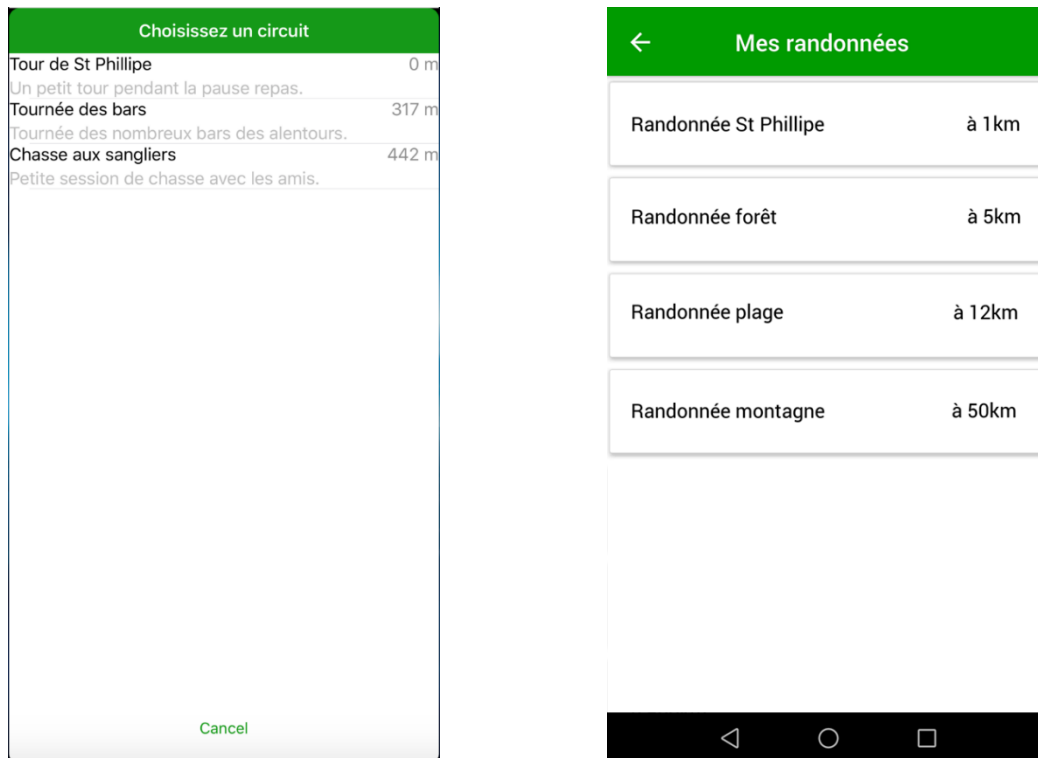 Choisissez un circuit
Tour de St Phillipe 0 m
Un petit tour pendant la pause repas.
Tournée des bars 317 m
Tournée des nombreux bars des alentours.
Chasse aux sangliers 442 m
Petite session de chasse avec les amis.
Cancel
Mes randonnées
Randonnée St Phillipe à 1km
Randonnée forêt à 5km
Randonnée plage à 12km
Randonnée montagne à 50km